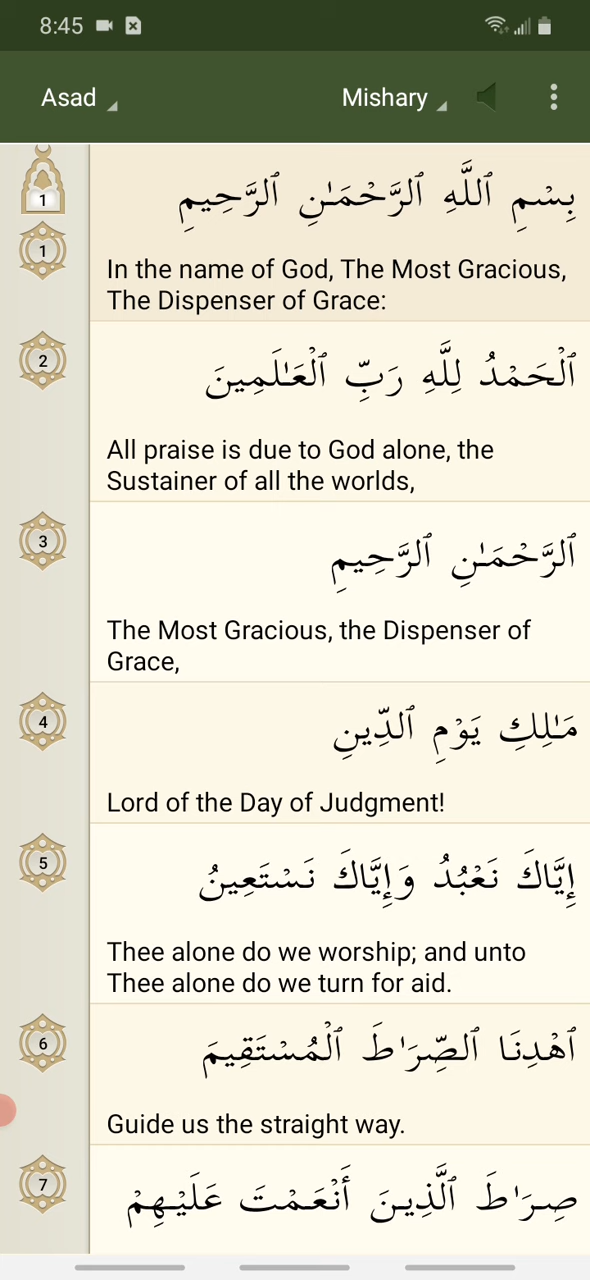 8:45
Asad Mishary
1
بِسْمِ ٱللَّهِ ٱلرَّحْمَـٰنِ ٱلرَّحِيمِ
1
In the name of God, The Most Gracious,
The Dispenser of Grace:
2
ٱلْحَمْدُ لِلَّهِ رَبِّ ٱلْعَـٰلَمِينَ
All praise is due to God alone, the
Sustainer of all the worlds,
3
ٱلرَّحْمَـٰنِ ٱلرَّحِيمِ
The Most Gracious, the Dispenser of
Grace,
4
مَـٰلِكِ يَوْمِ ٱلدِّينِ
Lord of the Day of Judgment!
5
إِيَّاكَ نَعْبُدُ وَإِيَّاكَ نَسْتَعِينُ
Thee alone do we worship; and unto
Thee alone do we turn for aid.
6
ٱهْدِنَا ٱلصِّرَٰطَ ٱلْمُسْتَقِيمَ
Guide us the straight way.
7
صِرَٰطَ ٱلَّذِينَ أَنْعَمْتَ عَلَيْهِمْ